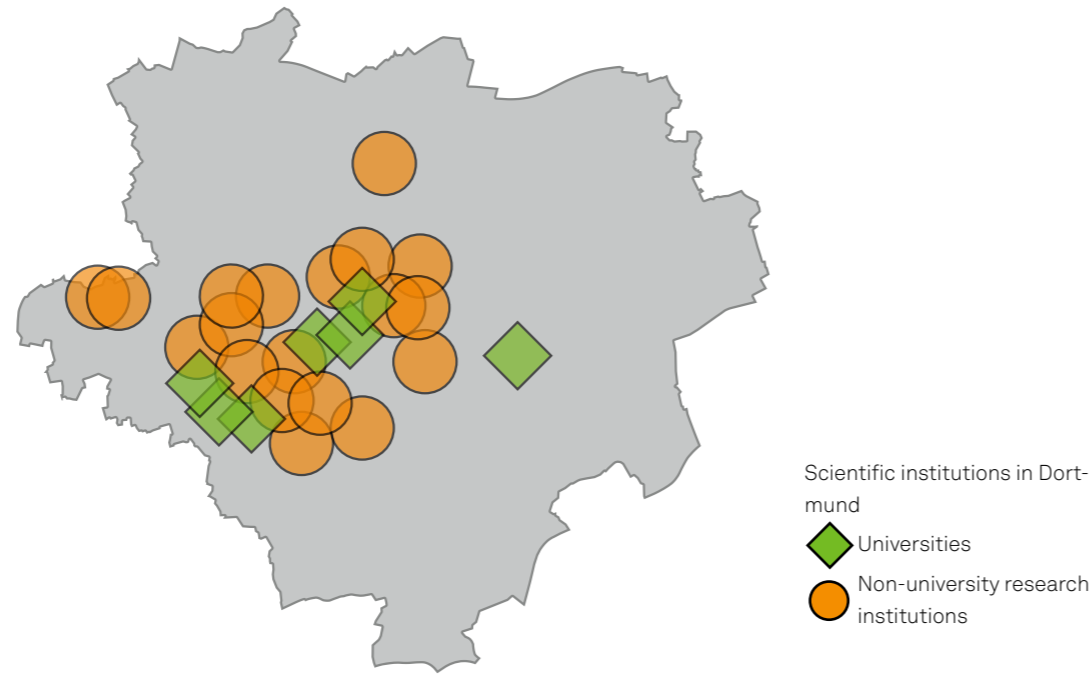 Scientific institutions in Dort-
mund
Universities
Non-university research
institutions